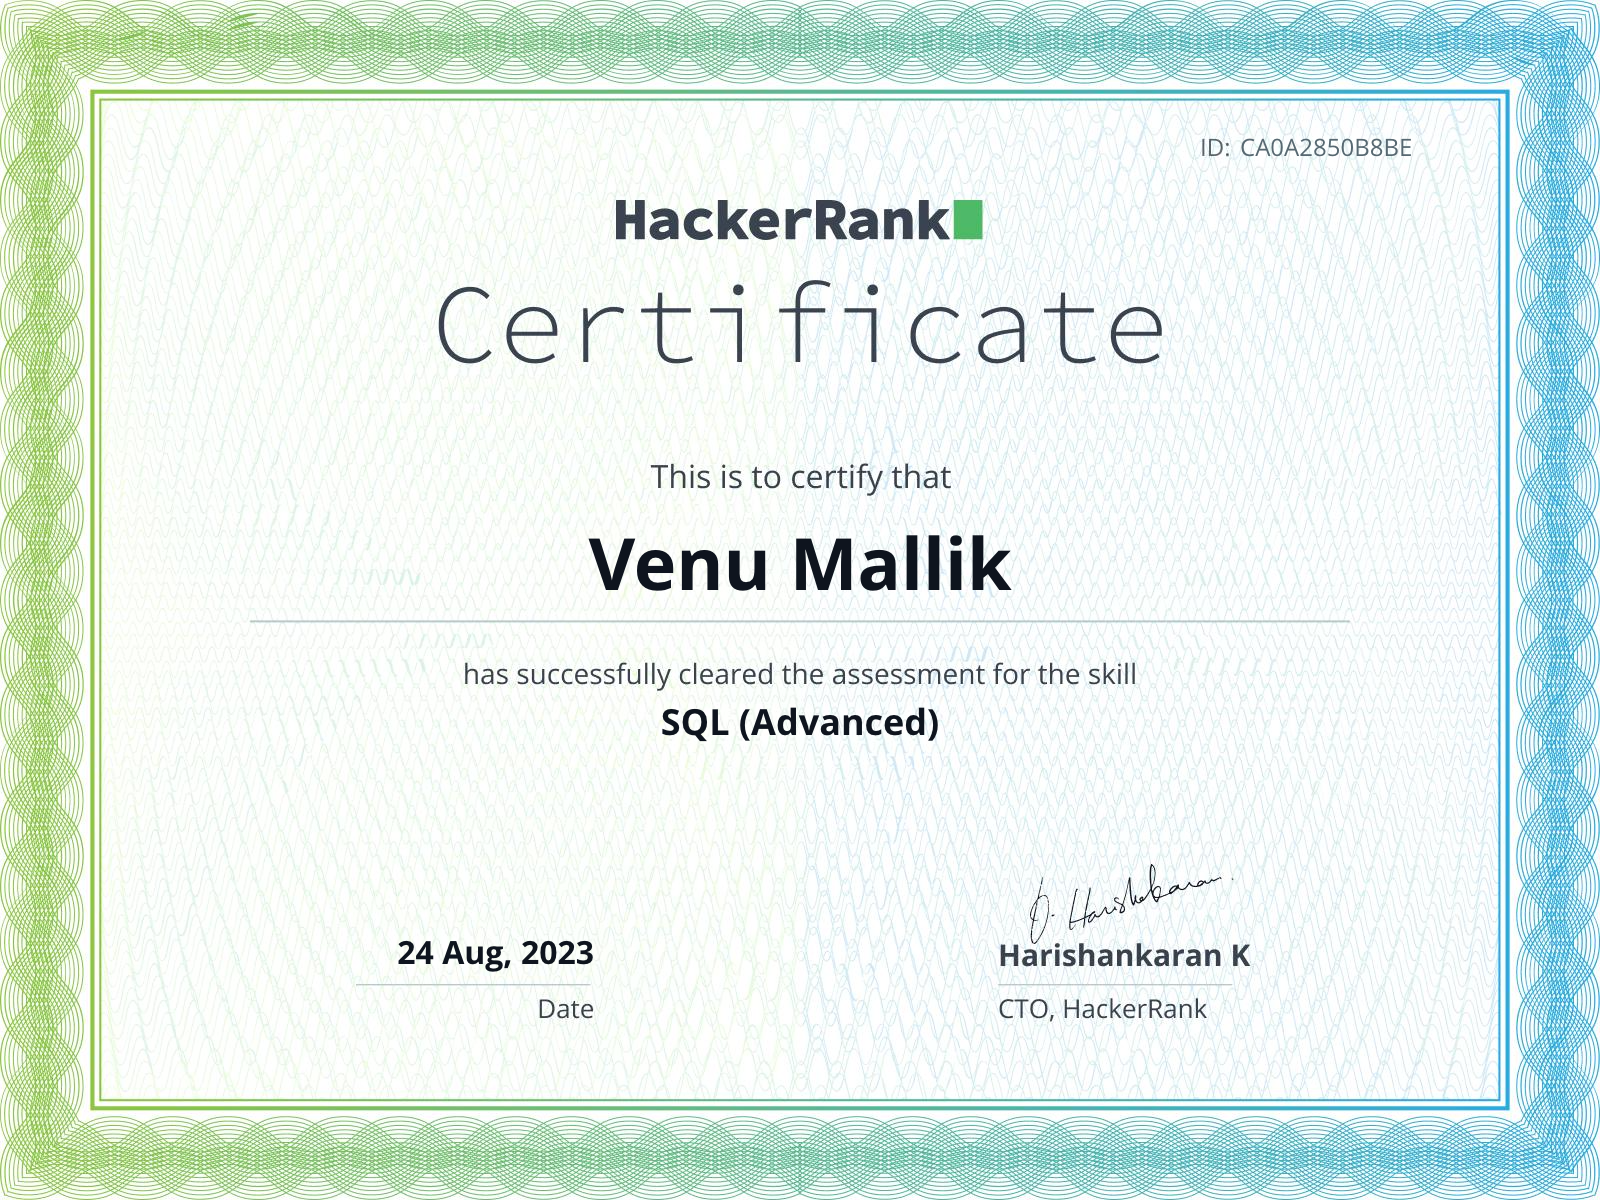 ID: CA0A2850B8BE
HackerRank
Certificate
This is to certify that
Venu Mallik
has successfully cleared the assessment for the skill
SQL (Advanced)
D. Harishankaran
24 Aug, 2023
Harishankaran K
Date
CTO, HackerRank